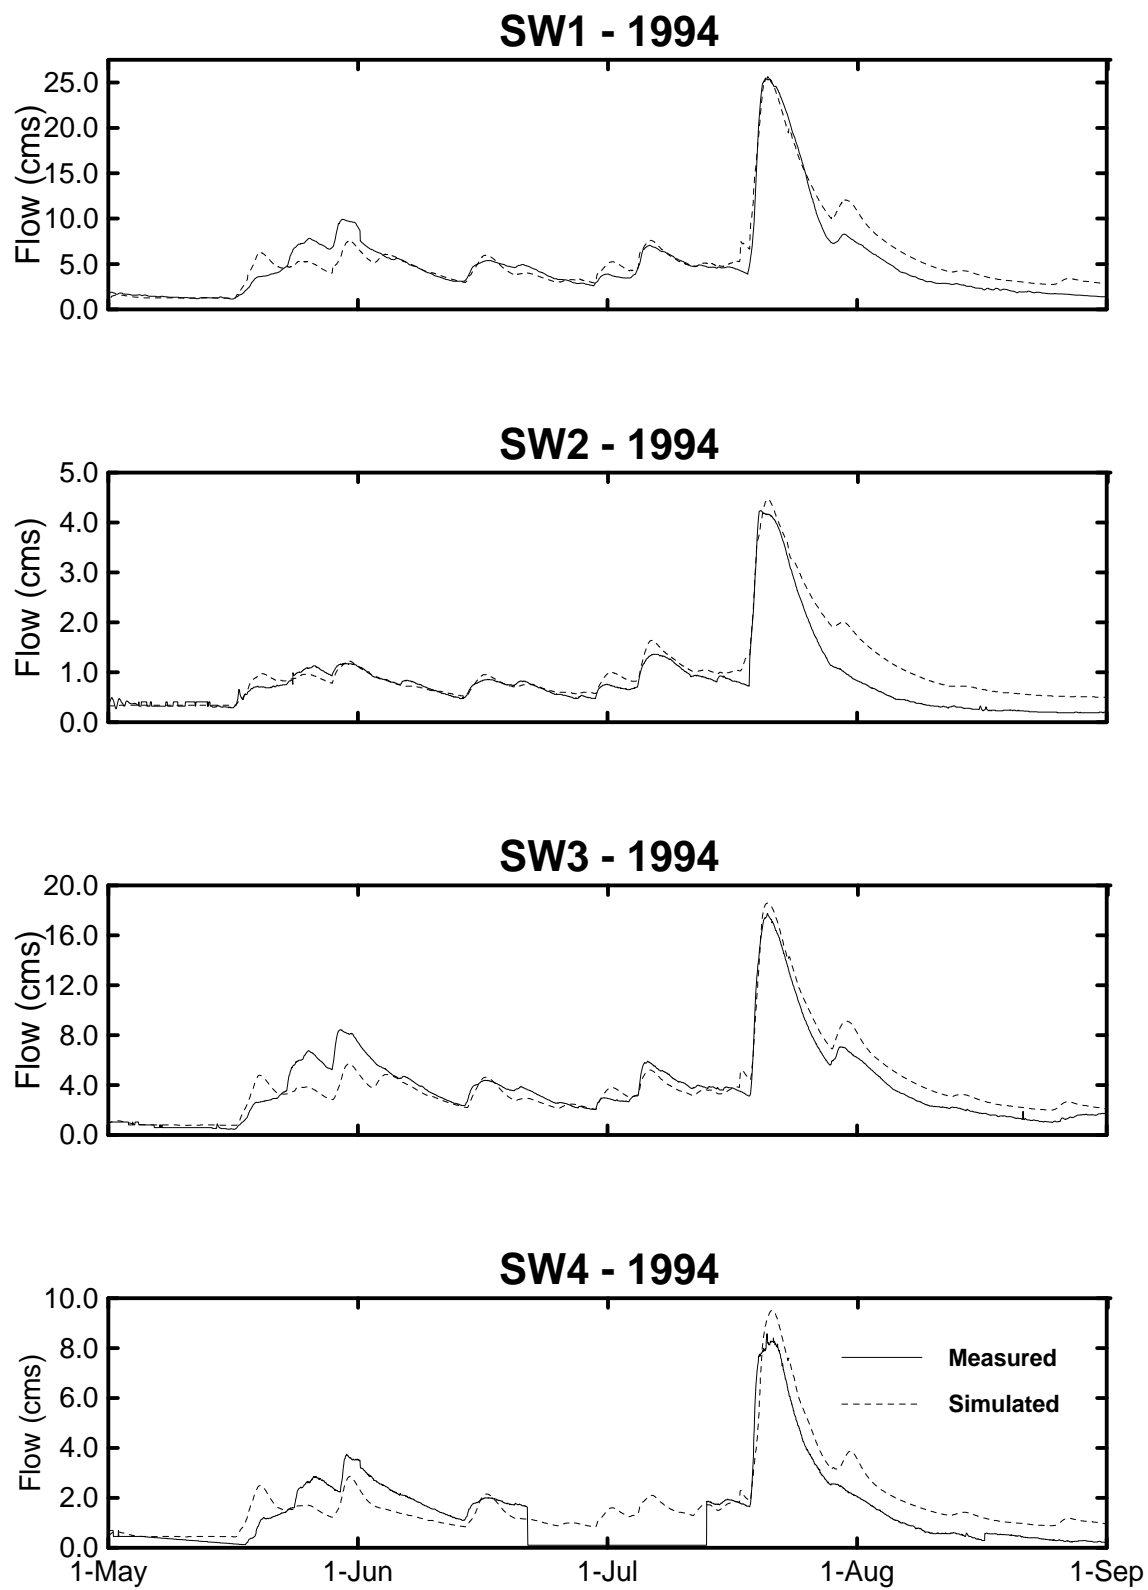 SW1 - 1994
Flow (cms)
25.0
20.0
15.0
10.0
5.0
0.0
SW2 - 1994
Flow (cms)
5.0
4.0
3.0
2.0
1.0
0.0
SW3 - 1994
Flow (cms)
20.0
16.0
12.0
8.0
4.0
0.0
SW4 - 1994
Flow (cms)
10.0
8.0
6.0
4.0
2.0
0.0
Measured
Simulated
1-May 1-Jun 1-Jul 1-Aug 1-Sep